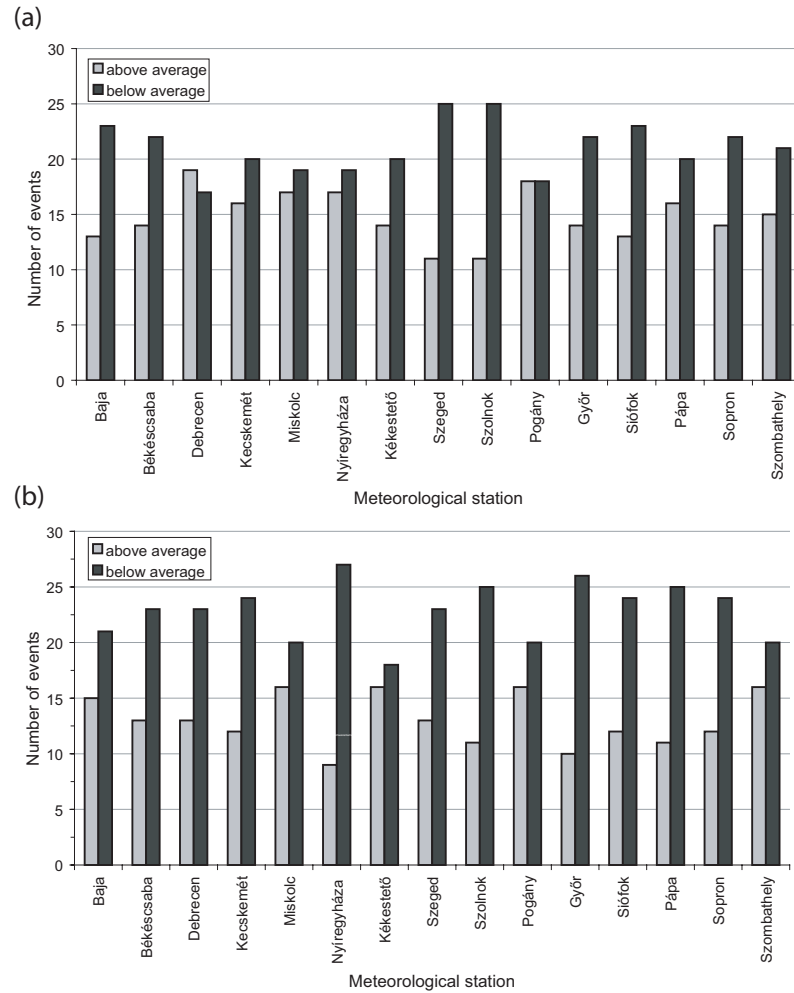 (a)
30
25
20
15
10
5
0
Number of events
above average
below average
Baja
Békéscsaba
Debrecen
Kecskemét
Miskolc
Nyíregyháza
Kékestető
Szeged
Szolnok
Pogány
Győr
Siófok
Pápa
Sopron
Szombathely
Meteorological station
(b)
30
25
20
15
10
5
0
Number of events
above average
below average
Baja
Békéscsaba
Debrecen
Kecskemét
Miskolc
Nyíregyháza
Kékestető
Szeged
Szolnok
Pogány
Győr
Siófok
Pápa
Sopron
Szombathely
Meteorological station